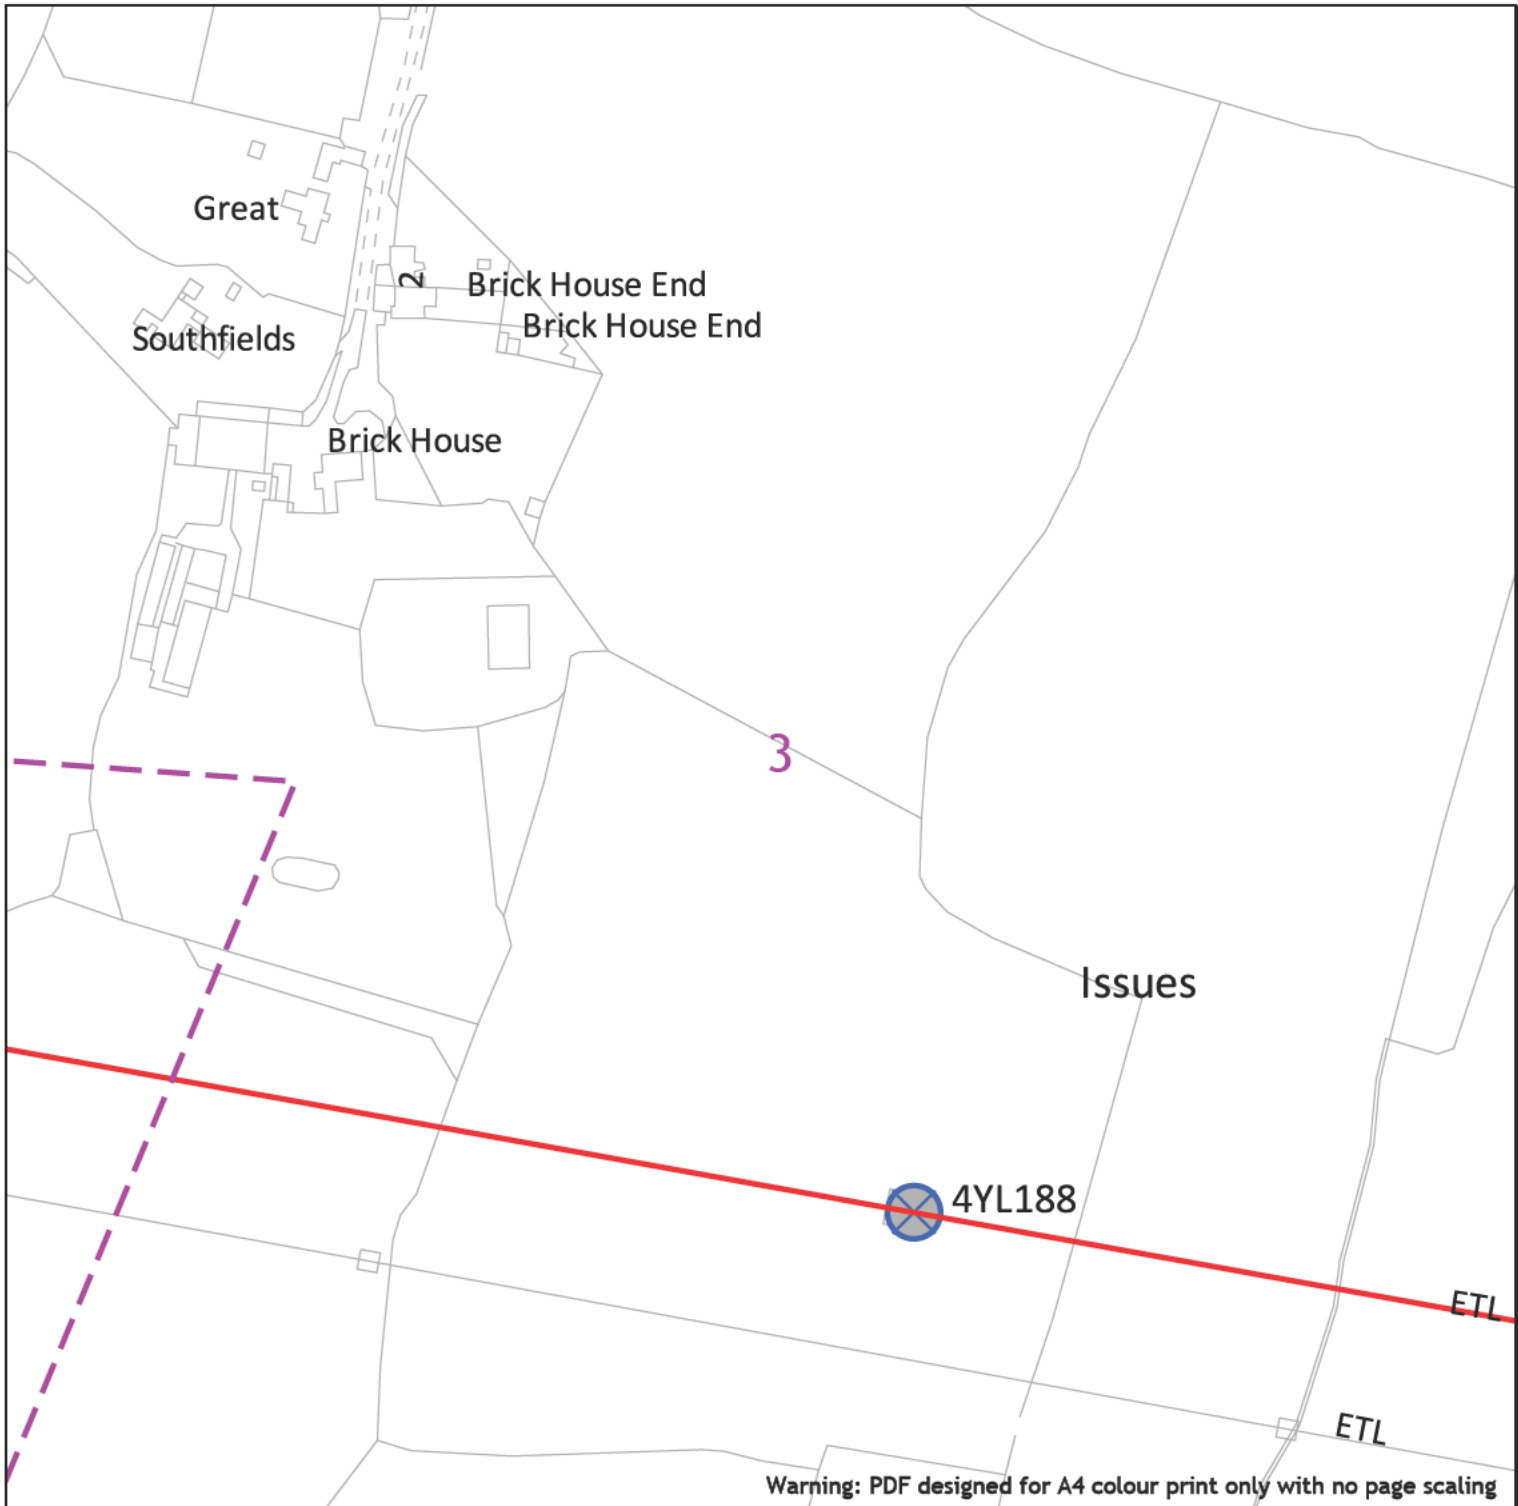 Great
2
Brick House End
Brick House End
Southfields
Brick House
3
Issues
4YL188
ETL
ETL
Warning: PDF designed for A4 colour print only with no page scaling